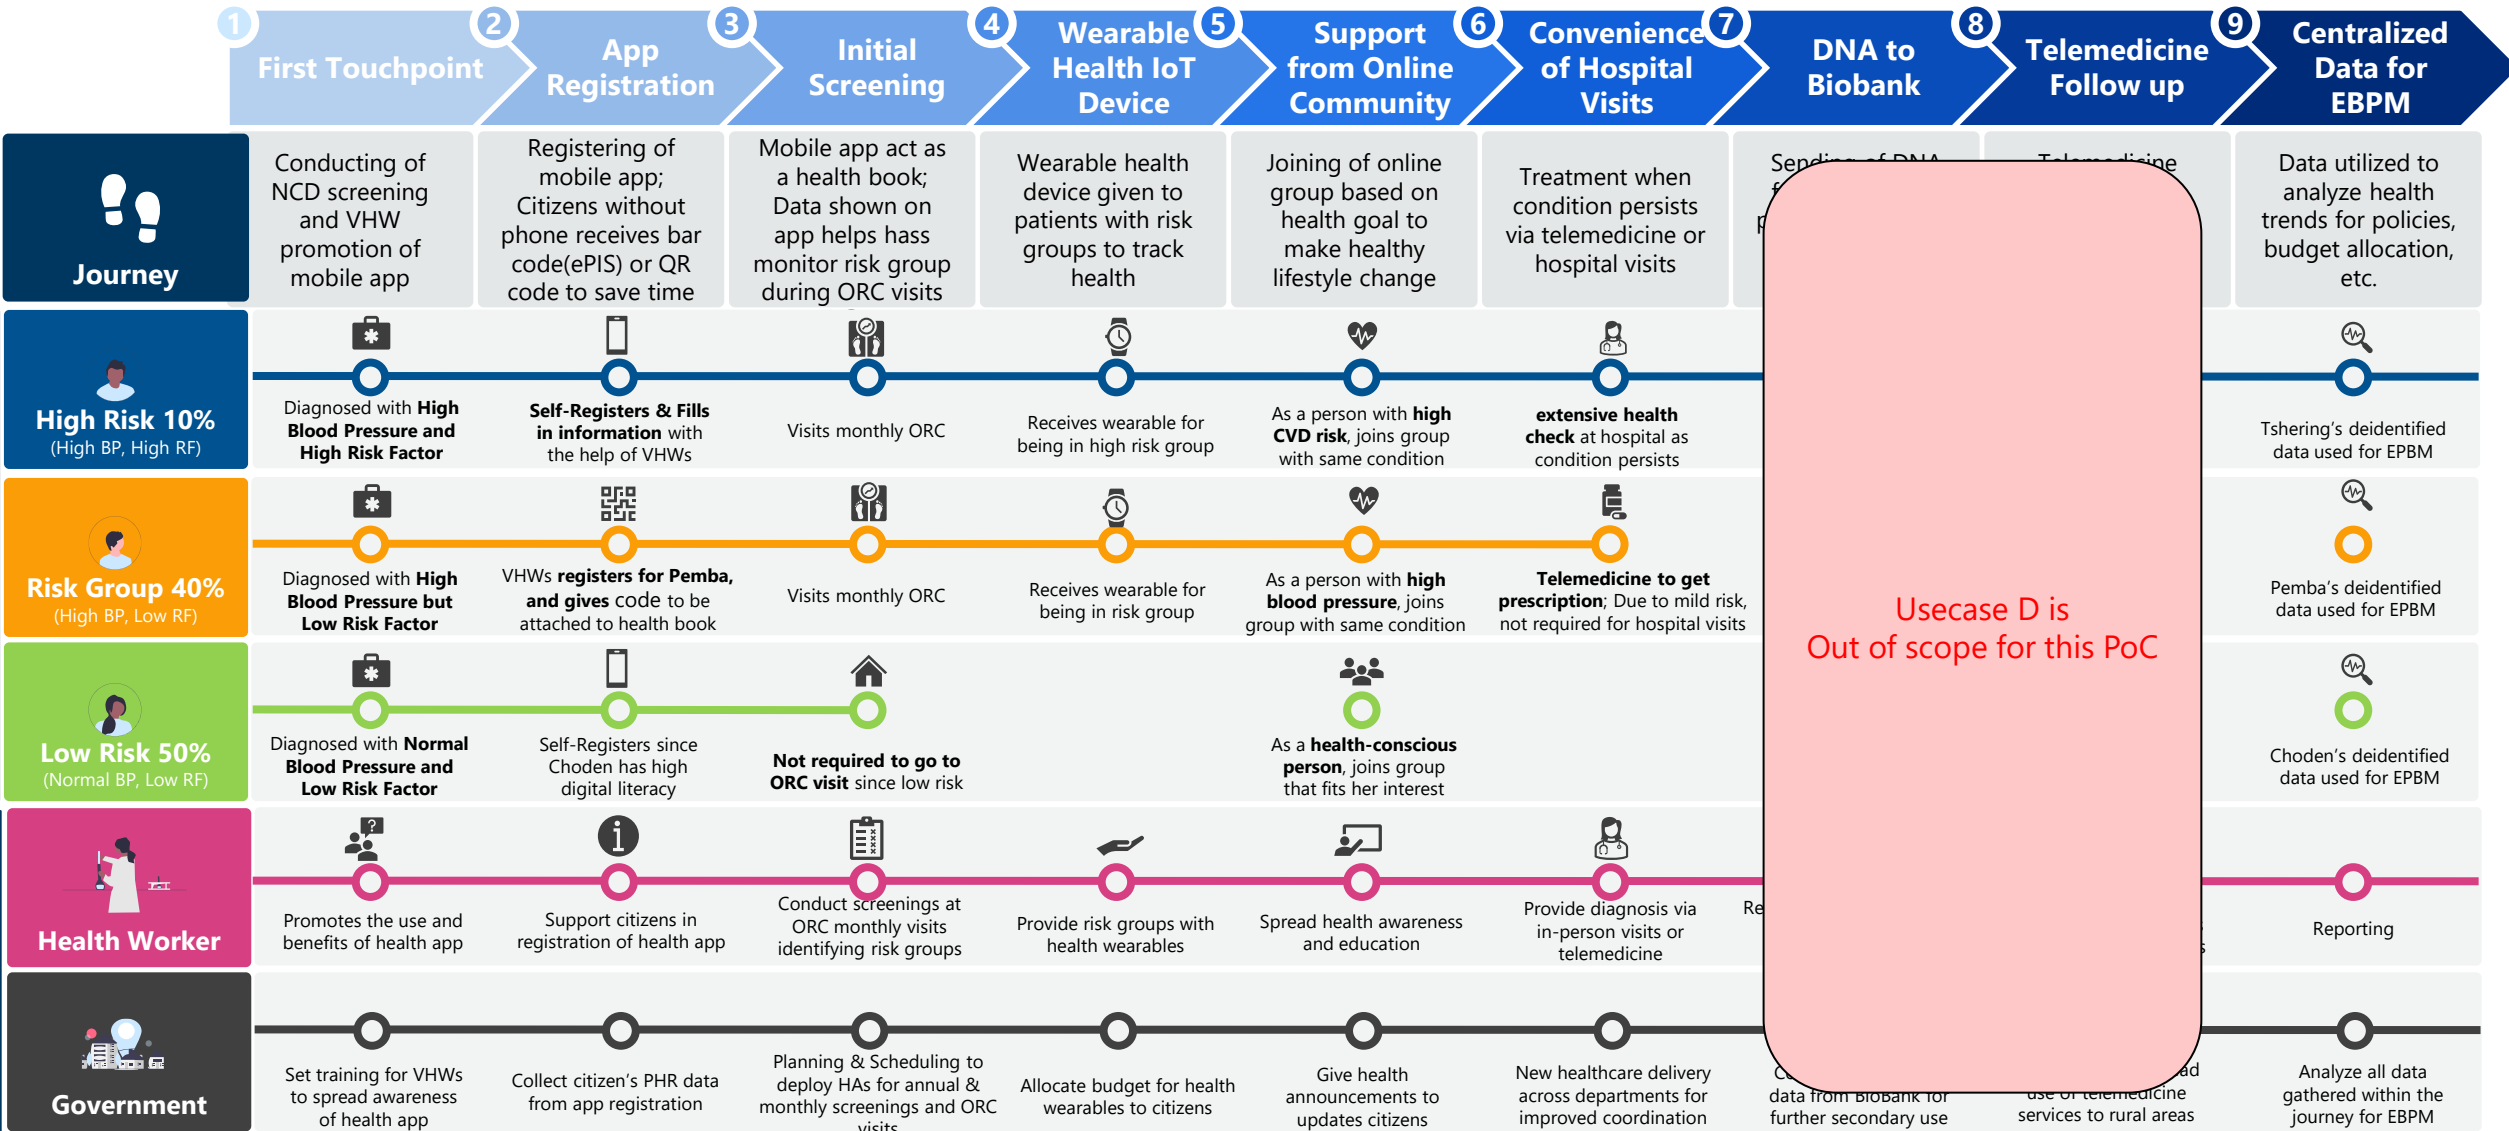 1
First Touchpoint
2
App
Registration
3
Initial
Screening
4
Wearable
Health IoT
Device
5
Support
from Online
Community
6
Convenience
of Hospital
Visits
7
DNA to
Biobank
8
Telemedicine
Follow up
9
Centralized
Data for
EBPM
Journey
Conducting of
NCD screening
and VHW
promotion of
mobile app
Registering of
mobile app;
Citizens without
phone receives bar
code(ePIS) or QR
code to save time
Mobile app act as
a health book;
Data shown on
app helps hass
monitor risk group
during ORC visits
Wearable health
device given to
patients with risk
groups to track
health
Joining of online
group based on
health goal to
make healthy
lifestyle change
Treatment when
condition persists
via telemedicine or
hospital visits
Sending of DNA
Telemedicine
Data utilized to
analyze health
trends for policies,
budget allocation,
etc.
High Risk 10%
(High BP, High RF)
Diagnosed with High
Blood Pressure and
High Risk Factor
Self-Registers & Fills
in information with
the help of VHWs
Visits monthly ORC
Receives wearable for
being in high risk group
As a person with high
CVD risk, joins group
with same condition
extensive health
check at hospital as
condition persists
Tshering's deidentified
data used for EPBM
Risk Group 40%
(High BP, Low RF)
Diagnosed with High
Blood Pressure but
Low Risk Factor
VHWs registers for Pemba,
and gives code to be
attached to health book
Visits monthly ORC
Receives wearable for
being in risk group
As a person with high
blood pressure, joins
group with same condition
Telemedicine to get
prescription; Due to mild risk,
not required for hospital visits
Pemba's deidentified
data used for EPBM
Usecase D is
Out of scope for this PoC
Low Risk 50%
(Normal BP, Low RF)
Diagnosed with Normal
Blood Pressure and
Low Risk Factor
Self-Registers since
Choden has high
digital literacy
Not required to go to
ORC visit since low risk
As a health-conscious
person, joins group
that fits her interest
Choden's deidentified
data used for EPBM
Health Worker
Promotes the use and
benefits of health app
Support citizens in
registration of health app
Conduct screenings at
ORC monthly visits
identifying risk groups
Provide risk groups with
health wearables
Spread health awareness
and education
Provide diagnosis via
in-person visits or
telemedicine
Reporting
Government
Set training for VHWs
to spread awareness
of health app
Collect citizen's PHR data
from app registration
Planning & Scheduling to
deploy HAs for annual &
monthly screenings and ORC
visits
Allocate budget for health
wearables to citizens
Give health
announcements to
updates citizens
New healthcare delivery
across departments for
improved coordination
data from BioBank for
further secondary use
use of telemedicine
services to rural areas
Analyze all data
gathered within the
journey for EBPM